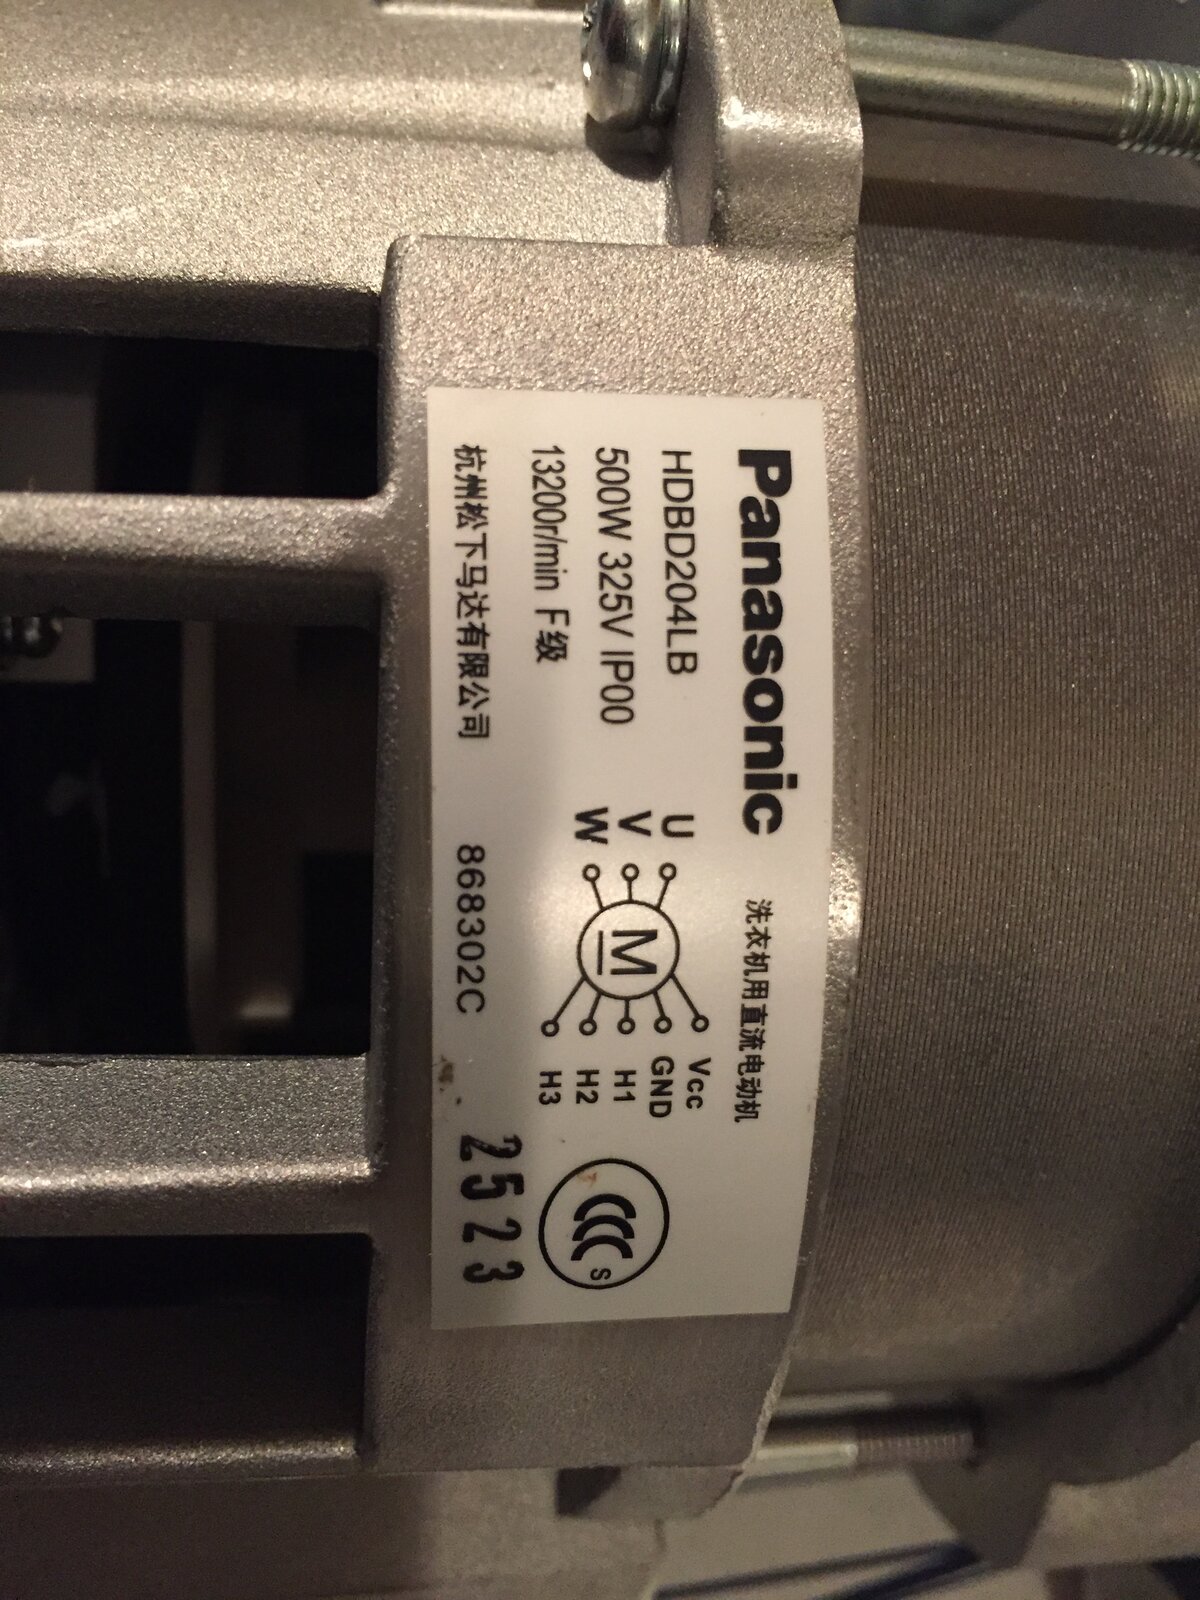 Panasonic 洗衣机用直流电动机
HDBD204LB
500W 325V IP00
13200r/min F级
杭州松下马达有限公司 868302C
U
V
W
M
Vcc
GND
H1
H2
H3
CCC S
2523